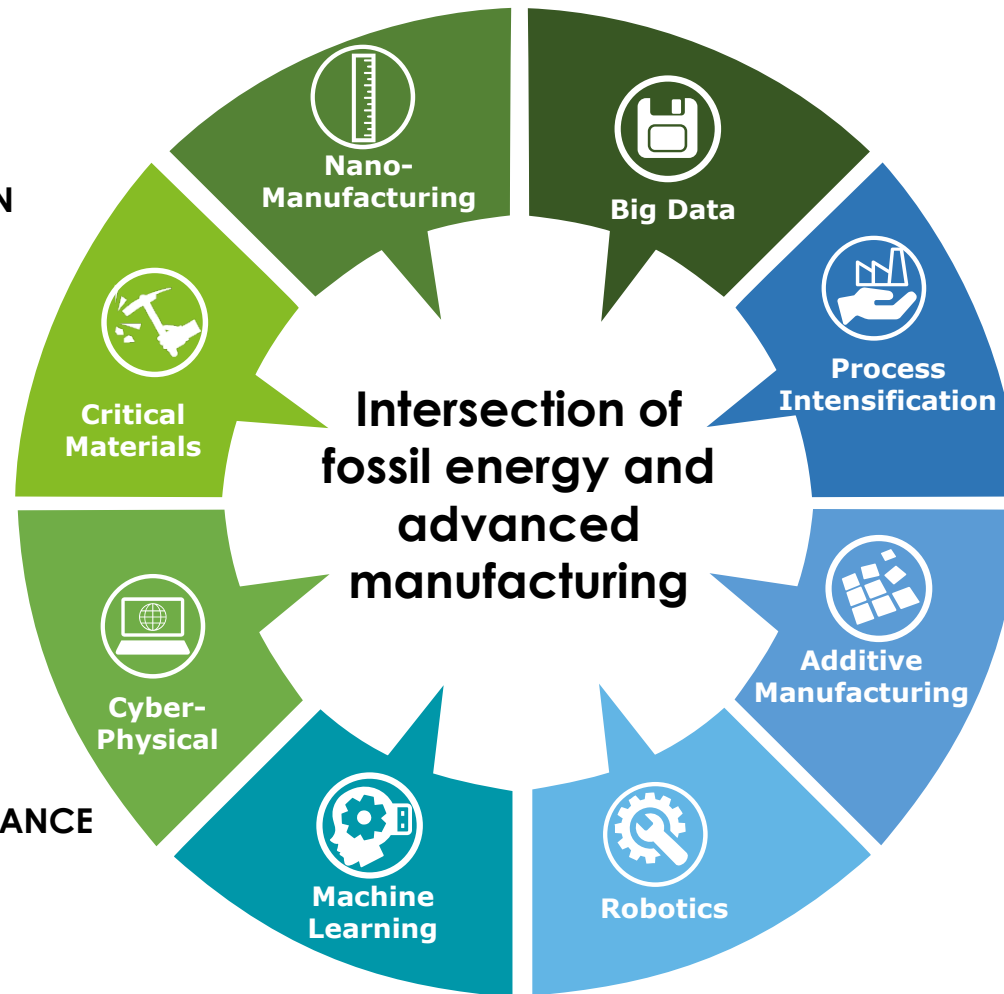 Nano-
Manufacturing
Big Data
Process
Intensification
Additive
Manufacturing
Robotics
Machine
Learning
Cyber-
Physical
Critical
Materials
Intersection of
fossil energy and
advanced
manufacturing
N
ANCE